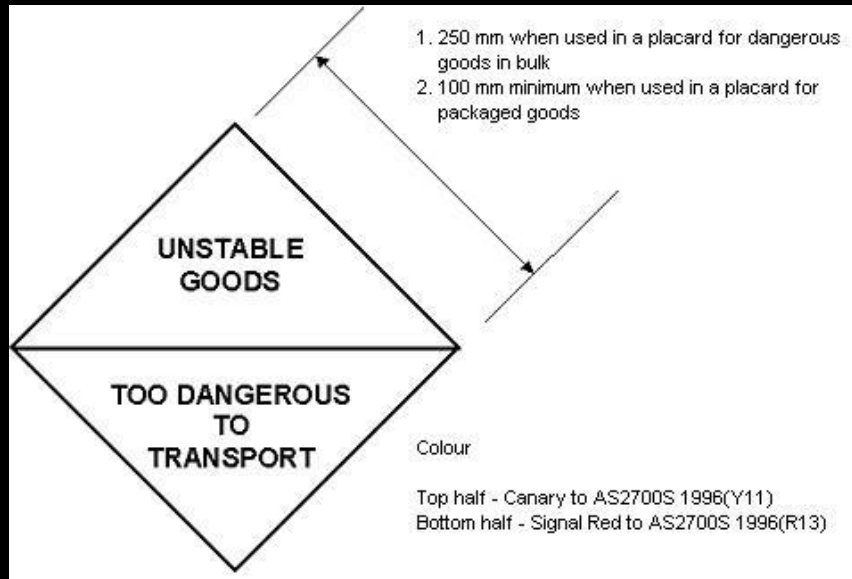 1. 250 mm when used in a placard for dangerous
goods in bulk
2. 100 mm minimum when used in a placard for
packaged goods
UNSTABLE
GOODS
TOO DANGEROUS
TO
TRANSPORT
Colour
Top half - Canary to AS2700S 1996(Y11)
Bottom half - Signal Red to AS2700S 1996(R13)